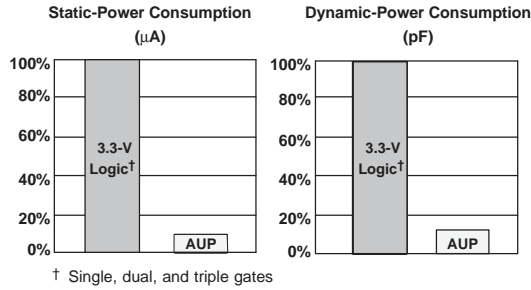 Static-Power Consumption
(µA)
100%
80%
60%
40%
20%
0%
3.3-V
Logic†
AUP
Dynamic-Power Consumption
(pF)
100%
80%
60%
40%
20%
0%
3.3-V
Logic†
AUP
† Single, dual, and triple gates